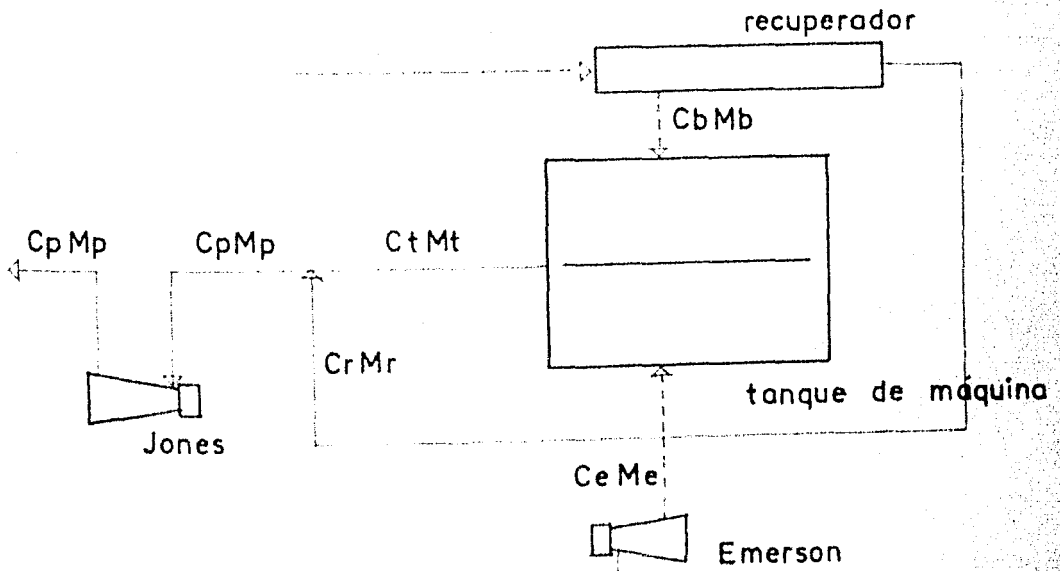 recuperador
CbMb
CpMp
CpMp
CtMt
CrMr
tanque de máquina
Jones
CeMe
Emerson